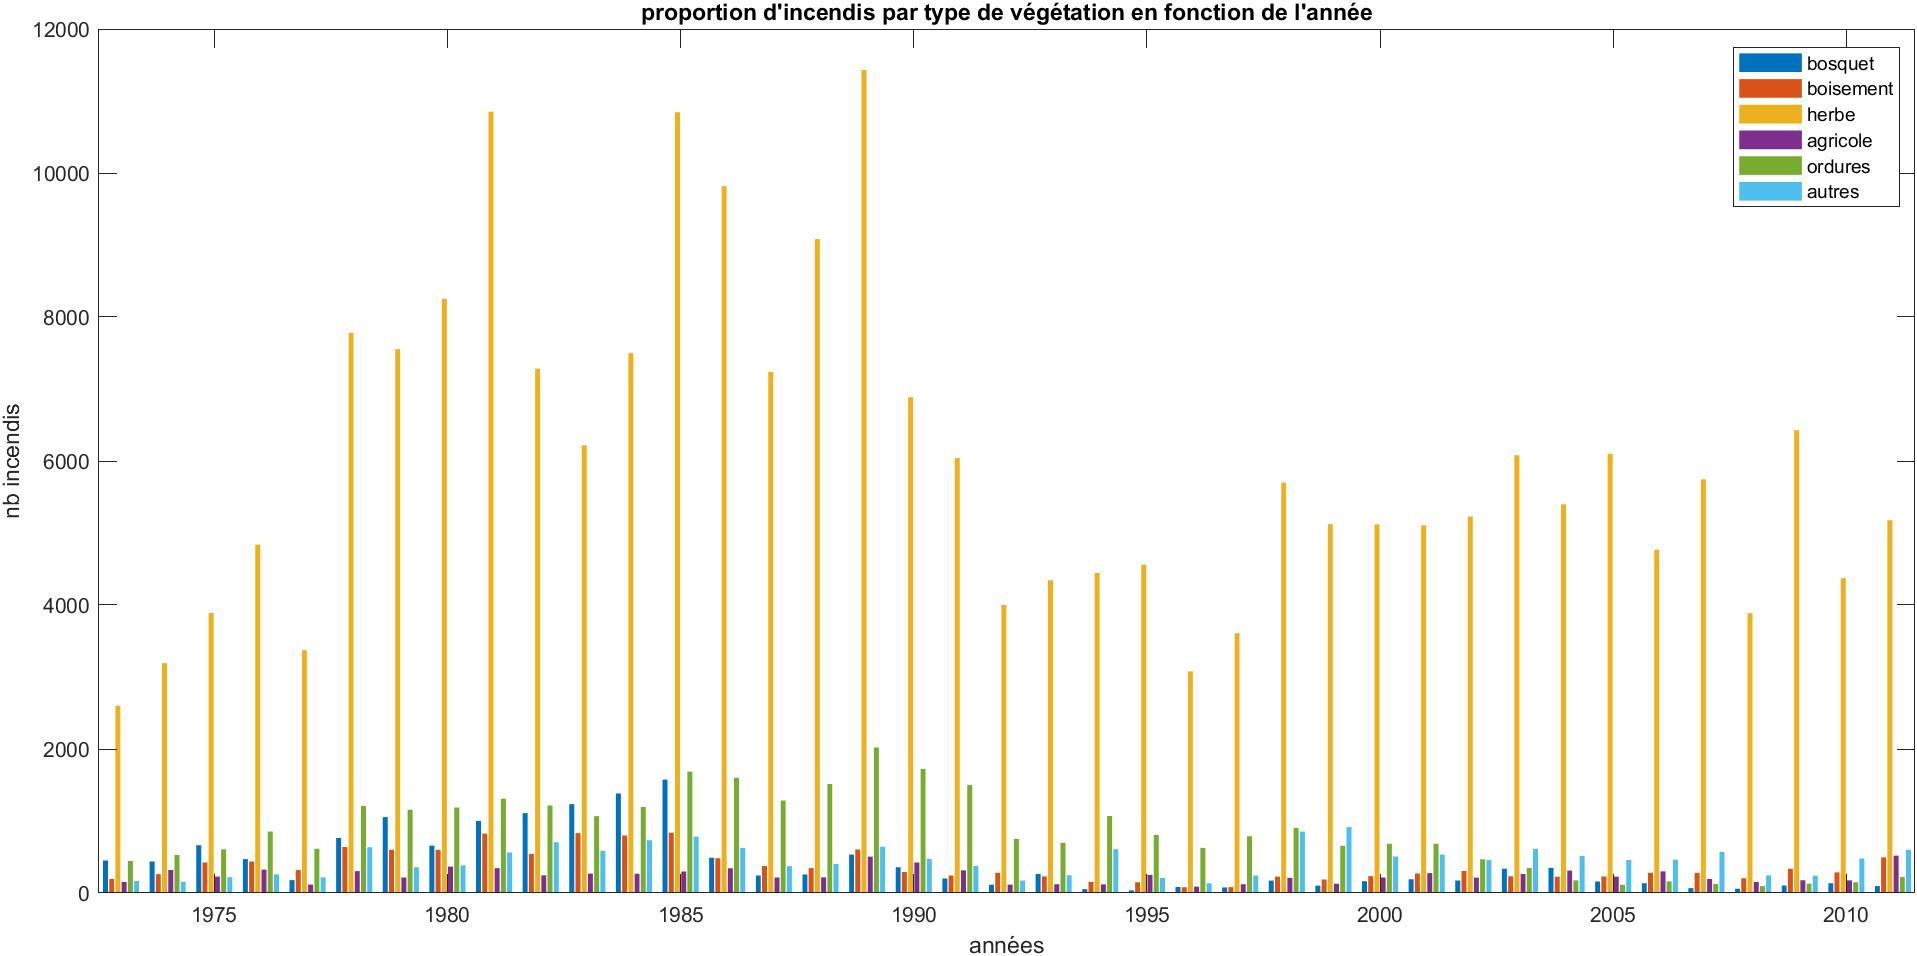 proportion d'incendis par type de végétation en fonction de l'année
12000
10000
8000
6000
4000
2000
0
nb incendis
bosquet
boisement
herbe
agricole
ordures
autres
1975 1980 1985 1990 1995 2000 2005 2010
années